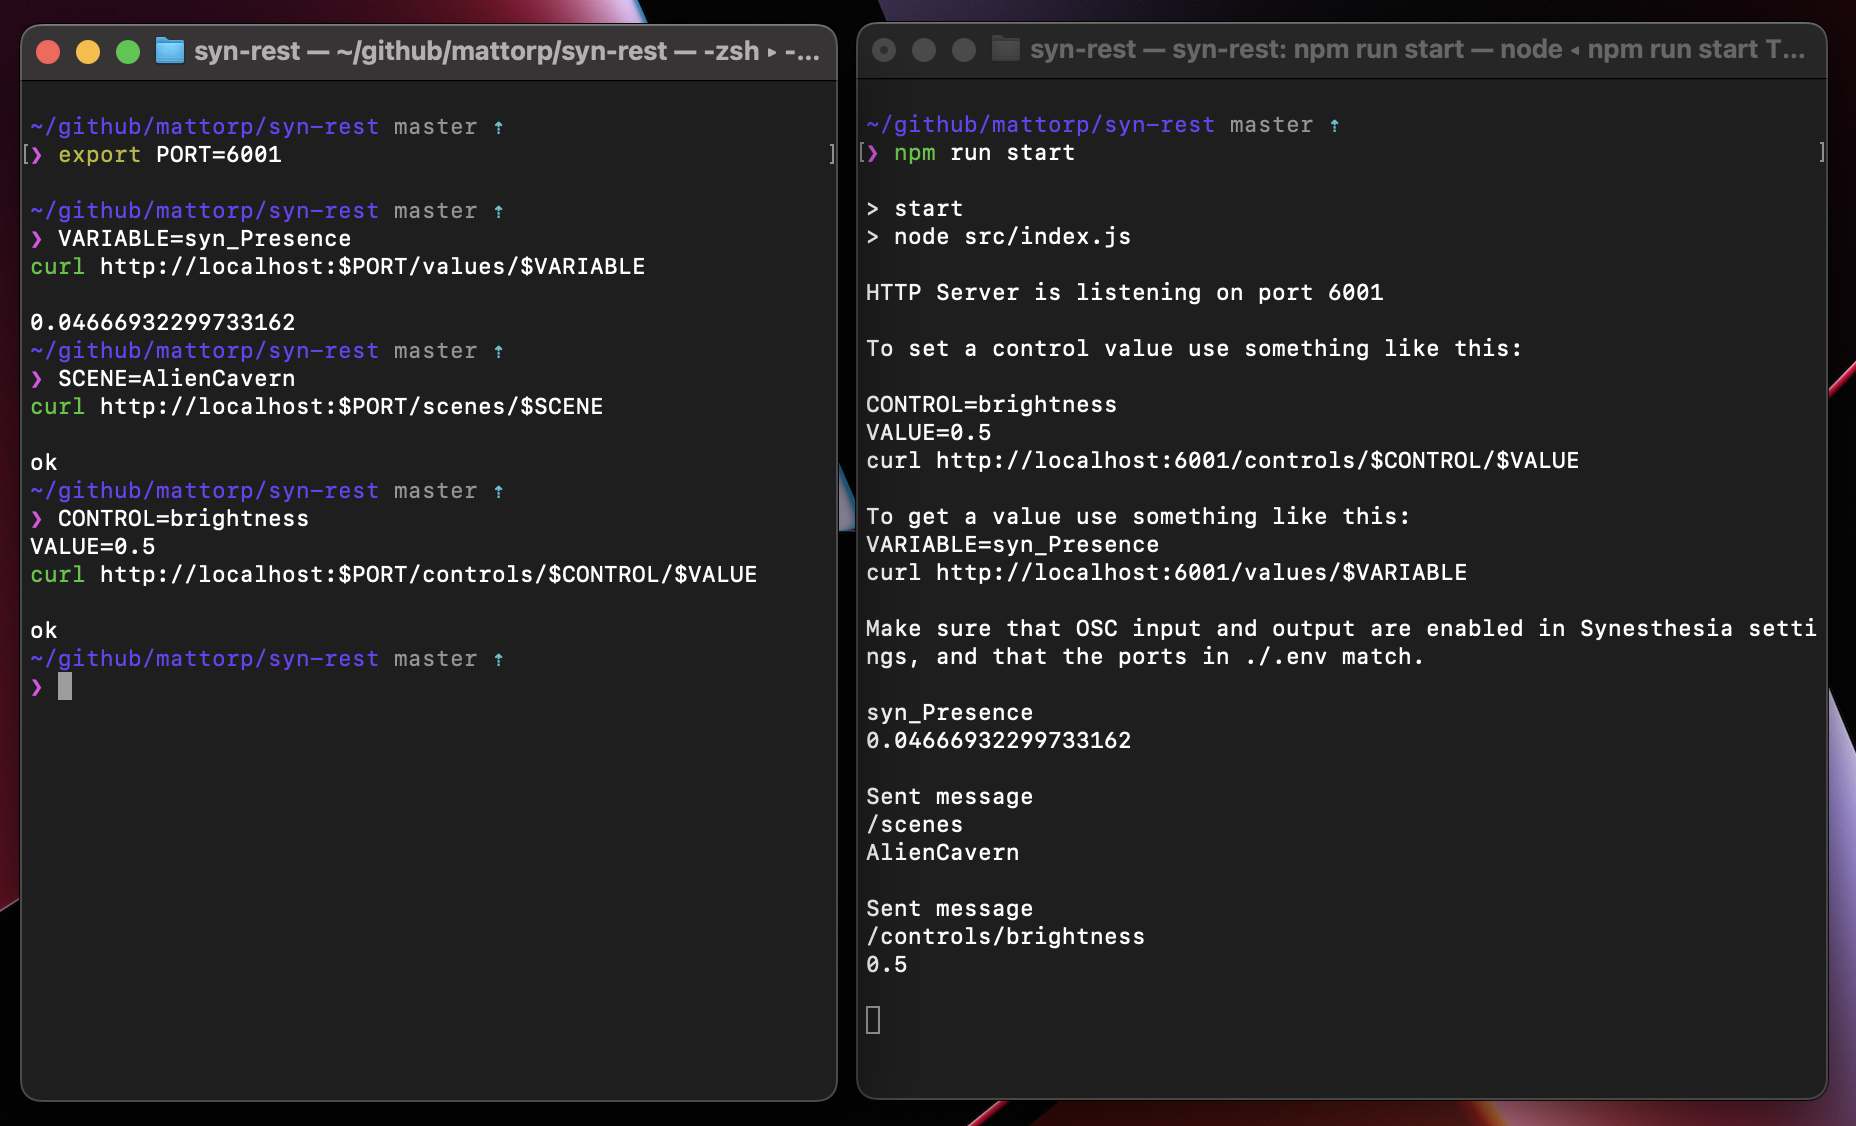 syn-rest — ~/github/mattorp/syn-rest — -zsh ▸ -...
~/github/mattorp/syn-rest master ⇡
[❯ export PORT=6001 ]
~/github/mattorp/syn-rest master ⇡
❯ VARIABLE=syn_Presence
curl http://localhost:$PORT/values/$VARIABLE
0.04666932299733162
~/github/mattorp/syn-rest master ⇡
❯ SCENE=AlienCavern
curl http://localhost:$PORT/scenes/$SCENE
ok
~/github/mattorp/syn-rest master ⇡
❯ CONTROL=brightness
VALUE=0.5
curl http://localhost:$PORT/controls/$CONTROL/$VALUE
ok
~/github/mattorp/syn-rest master ⇡
❯
syn-rest — syn-rest: npm run start — node ◂ npm run start T...
~/github/mattorp/syn-rest master ⇡
[❯ npm run start ]
> start
> node src/index.js
HTTP Server is listening on port 6001
To set a control value use something like this:
CONTROL=brightness
VALUE=0.5
curl http://localhost:6001/controls/$CONTROL/$VALUE
To get a value use something like this:
VARIABLE=syn_Presence
curl http://localhost:6001/values/$VARIABLE
Make sure that OSC input and output are enabled in Synesthesia setti
ngs, and that the ports in ./.env match.
syn_Presence
0.04666932299733162
Sent message
/scenes
AlienCavern
Sent message
/controls/brightness
0.5